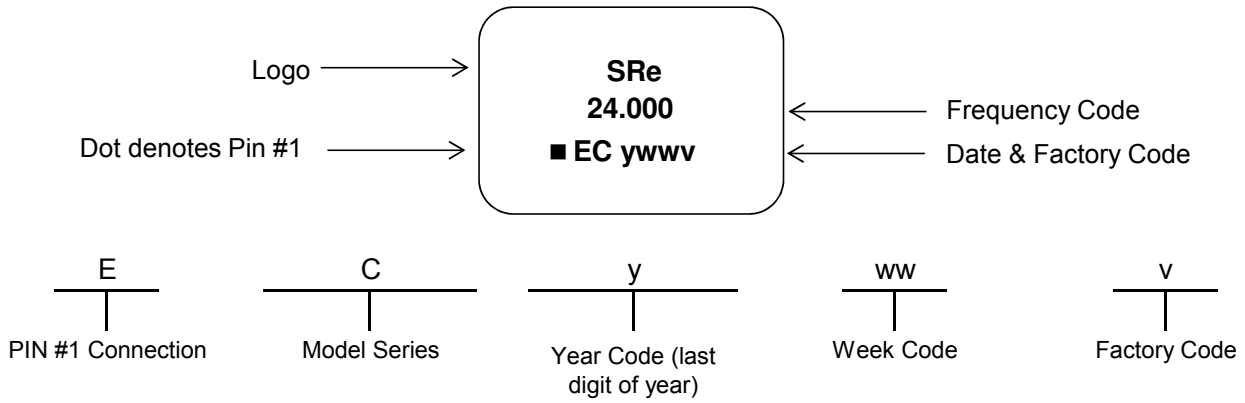 Logo
SRe
24.000
Frequency Code
Dot denotes Pin #1
■ EC ywwv
Date & Factory Code
E
C
y
ww
v
PIN #1 Connection
Model Series
Year Code (last
digit of year)
Week Code
Factory Code